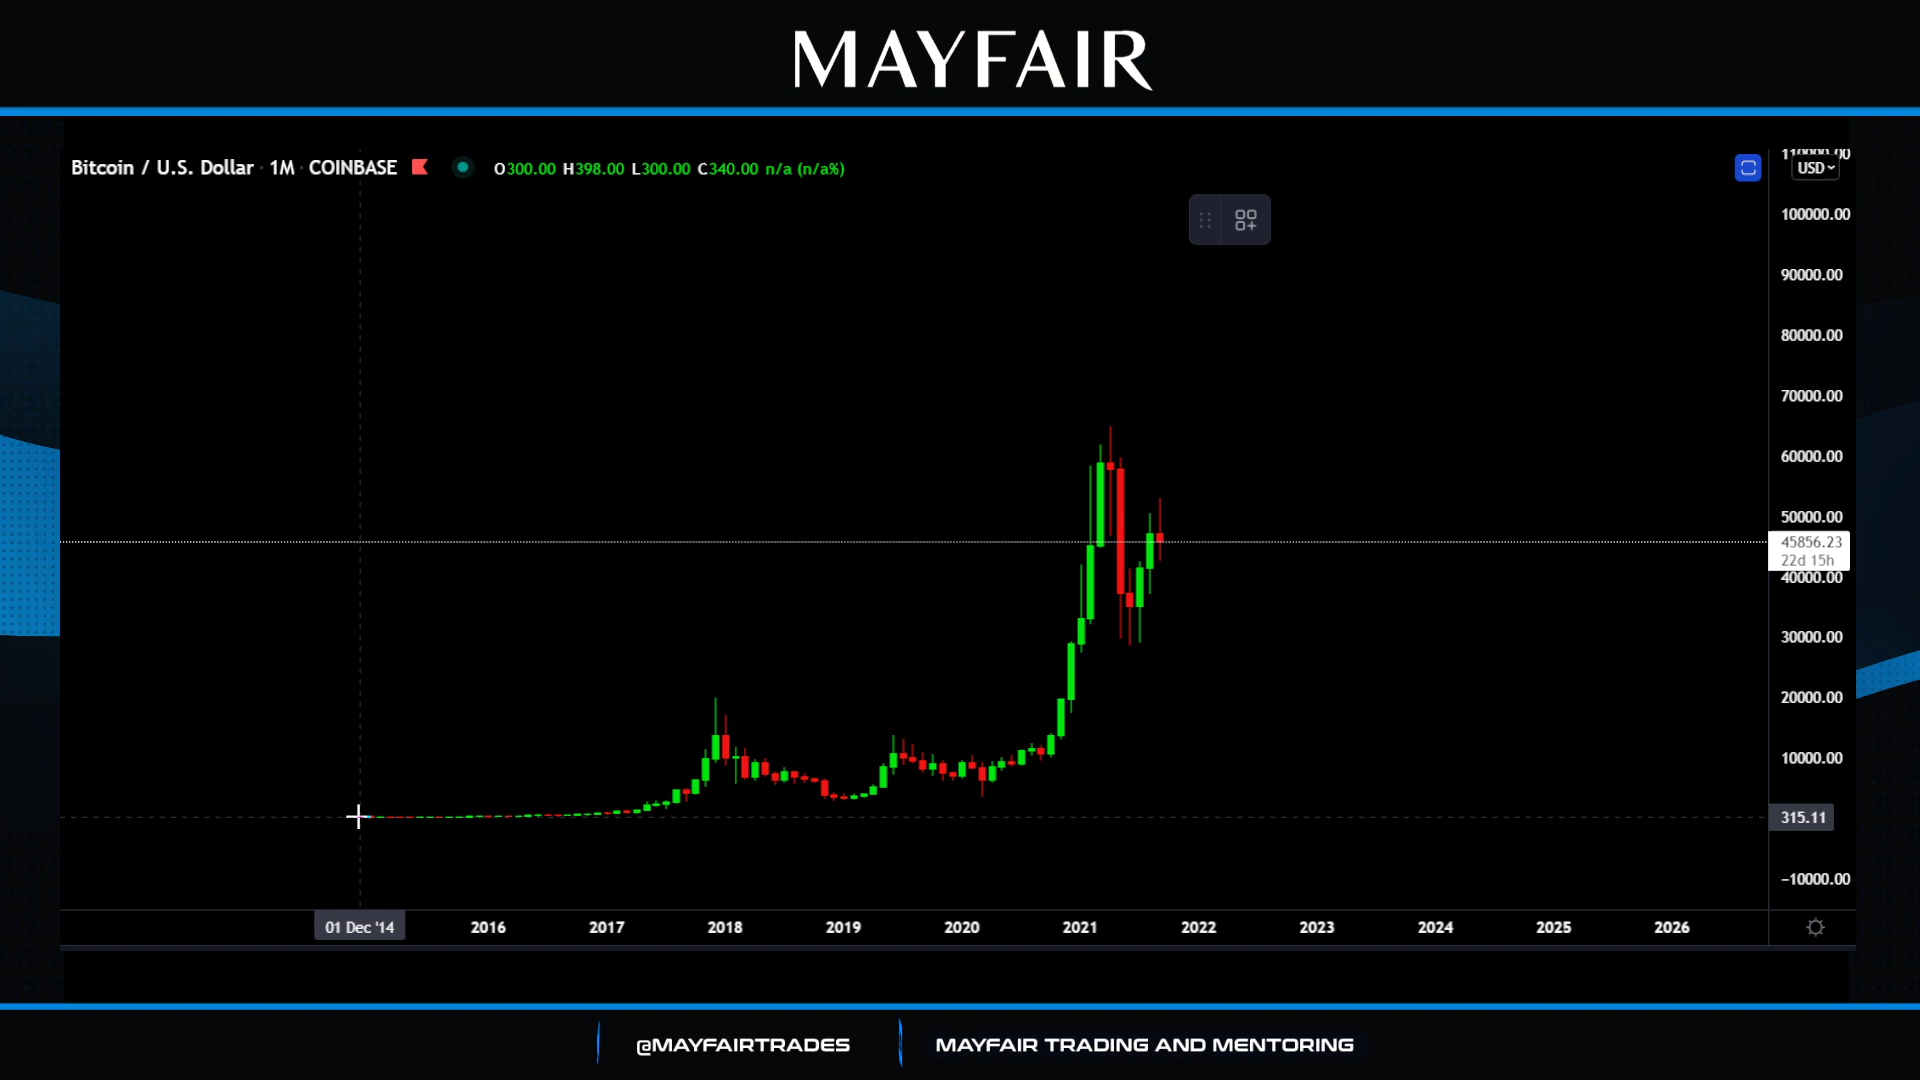 MAYFAIR
Bitcoin / U.S. Dollar · 1M · COINBASE O300.00 H398.00 L300.00 C340.00 n/a (n/a%)
110000.00
USD
100000.00
90000.00
80000.00
70000.00
60000.00
50000.00
45856.23
22d 15h
40000.00
30000.00
20000.00
10000.00
315.11
−10000.00
01 Dec '14 2016 2017 2018 2019 2020 2021 2022 2023 2024 2025 2026
@MAYFAIRTRADES MAYFAIR TRADING AND MENTORING